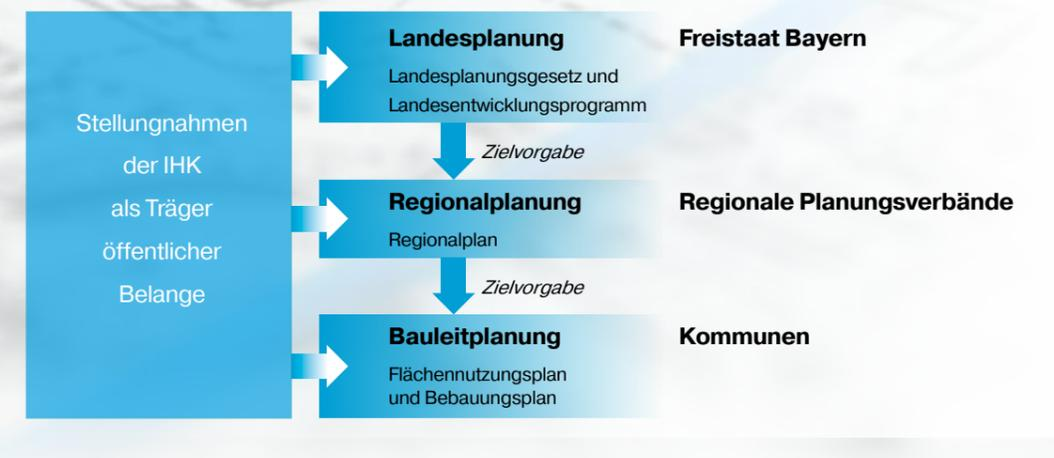 Stellungnahmen
der IHK
als Träger
öffentlicher
Belange
Landesplanung
Freistaat Bayern
Landesplanungsgesetz und
Landesentwicklungsprogramm
Zielvorgabe
Regionalplanung
Regionale Planungsverbände
Regionalplan
Zielvorgabe
Bauleitplanung
Kommunen
Flächennutzungsplan
und Bebauungsplan